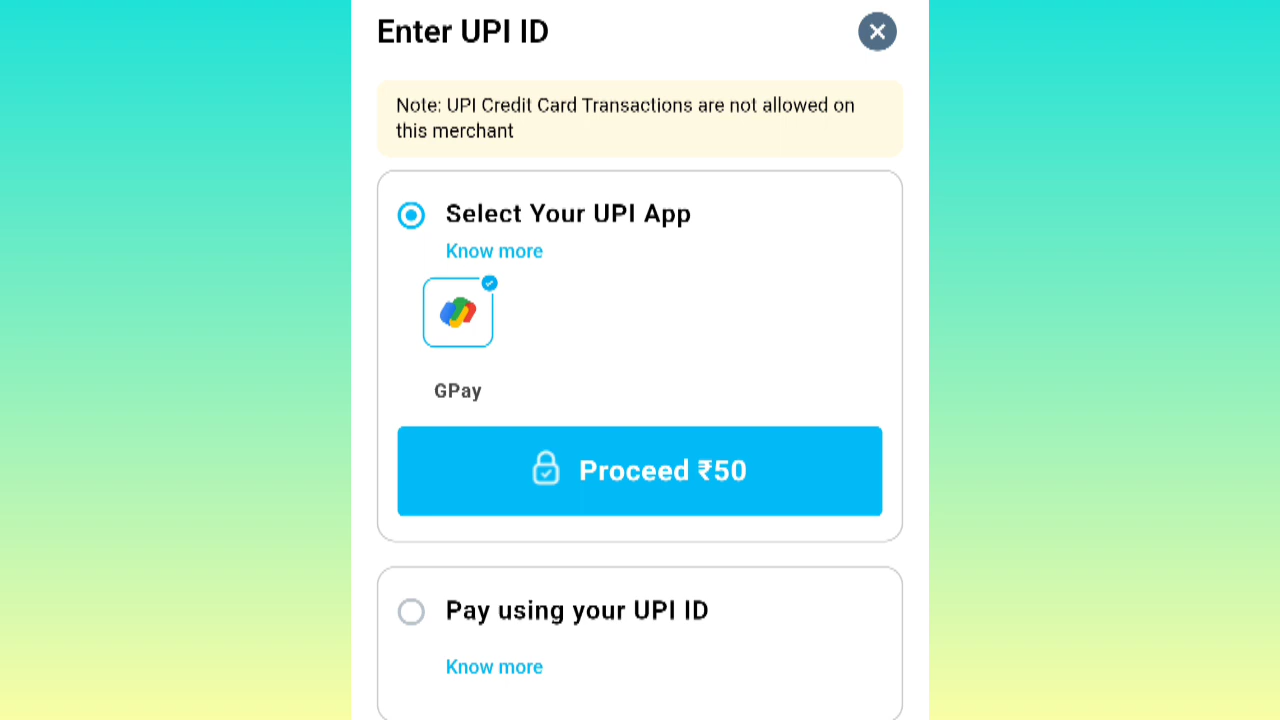 Enter UPI ID
Note: UPI Credit Card Transactions are not allowed on
this merchant
Select Your UPI App
Know more
GPay
Proceed ₹50
Pay using your UPI ID
Know more